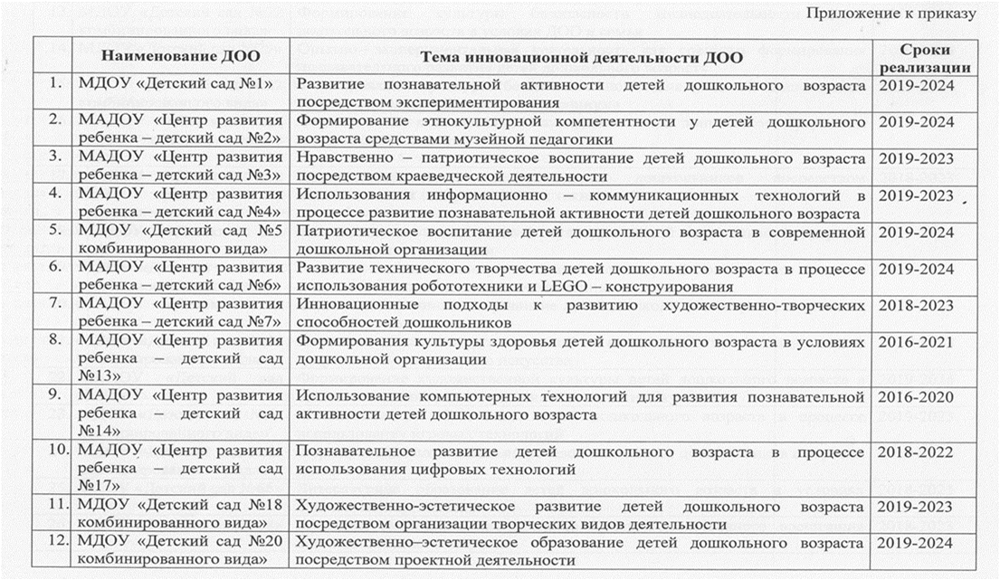 Приложение к приказу
Наименование ДОО Тема инновационной деятельности ДОО Сроки
реализации
1. МДОУ «Детский сад №1» Развитие познавательной активности детей дошкольного возраста 2019-2024
посредством экспериментирования
2. МАДОУ «Центр развития Формирование этнокультурной компетентности у детей дошкольного 2019-2024
ребенка – детский сад №2» возраста средствами музейной педагогики
3. МАДОУ «Центр развития Нравственно – патриотическое воспитание детей дошкольного возраста 2019-2023
ребенка – детский сад №3» посредством краеведческой деятельности
4. МАДОУ «Центр развития Использования информационно – коммуникационных технологий в 2019-2023
ребенка – детский сад №4» процессе развитие познавательной активности детей дошкольного возраста
5. МДОУ «Детский сад №5 Патриотическое воспитание детей дошкольного возраста в современной 2019-2024
комбинированного вида» дошкольной организации
6. МАДОУ «Центр развития Развитие технического творчества детей дошкольного возраста в процессе 2019-2024
ребенка – детский сад №6» использования робототехники и LEGO – конструирования
7. МАДОУ «Центр развития Инновационные подходы к развитию художественно-творческих 2018-2023
ребенка – детский сад №7» способностей дошкольников
8. МАДОУ «Центр развития Формирования культуры здоровья детей дошкольного возраста в условиях 2016-2021
ребенка – детский сад дошкольной организации
№13»
9. МАДОУ «Центр развития Использование компьютерных технологий для развития познавательной 2016-2020
ребенка – детский сад активности детей дошкольного возраста
№14»
10. МАДОУ «Центр развития Познавательное развитие детей дошкольного возраста в процессе 2018-2022
ребенка – детский сад использования цифровых технологий
№17»
11. МДОУ «Детский сад №18 Художественно-эстетическое развитие детей дошкольного возраста 2019-2023
комбинированного вида» посредством организации творческих видов деятельности
12. МДОУ «Детский сад №20 Художественно–эстетическое образование детей дошкольного возраста 2019-2024
комбинированного вида» посредством проектной деятельности